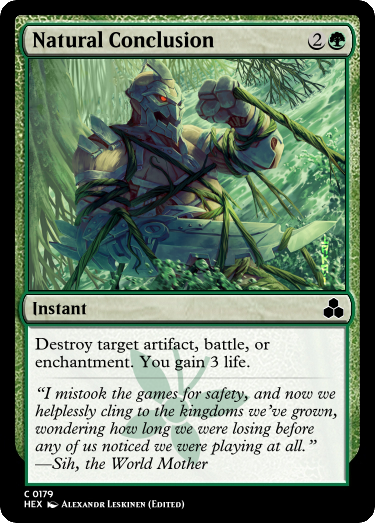 Natural Conclusion 2
Instant
Destroy target artifact, battle, or
enchantment. You gain 3 life.
“I mistook the games for safety, and now we
helplessly cling to the kingdoms we’ve grown,
wondering how long we were losing before
any of us noticed we were playing at all.”
—Sih, the World Mother
C 0179
HEX Alexandr Leskinen (Edited)